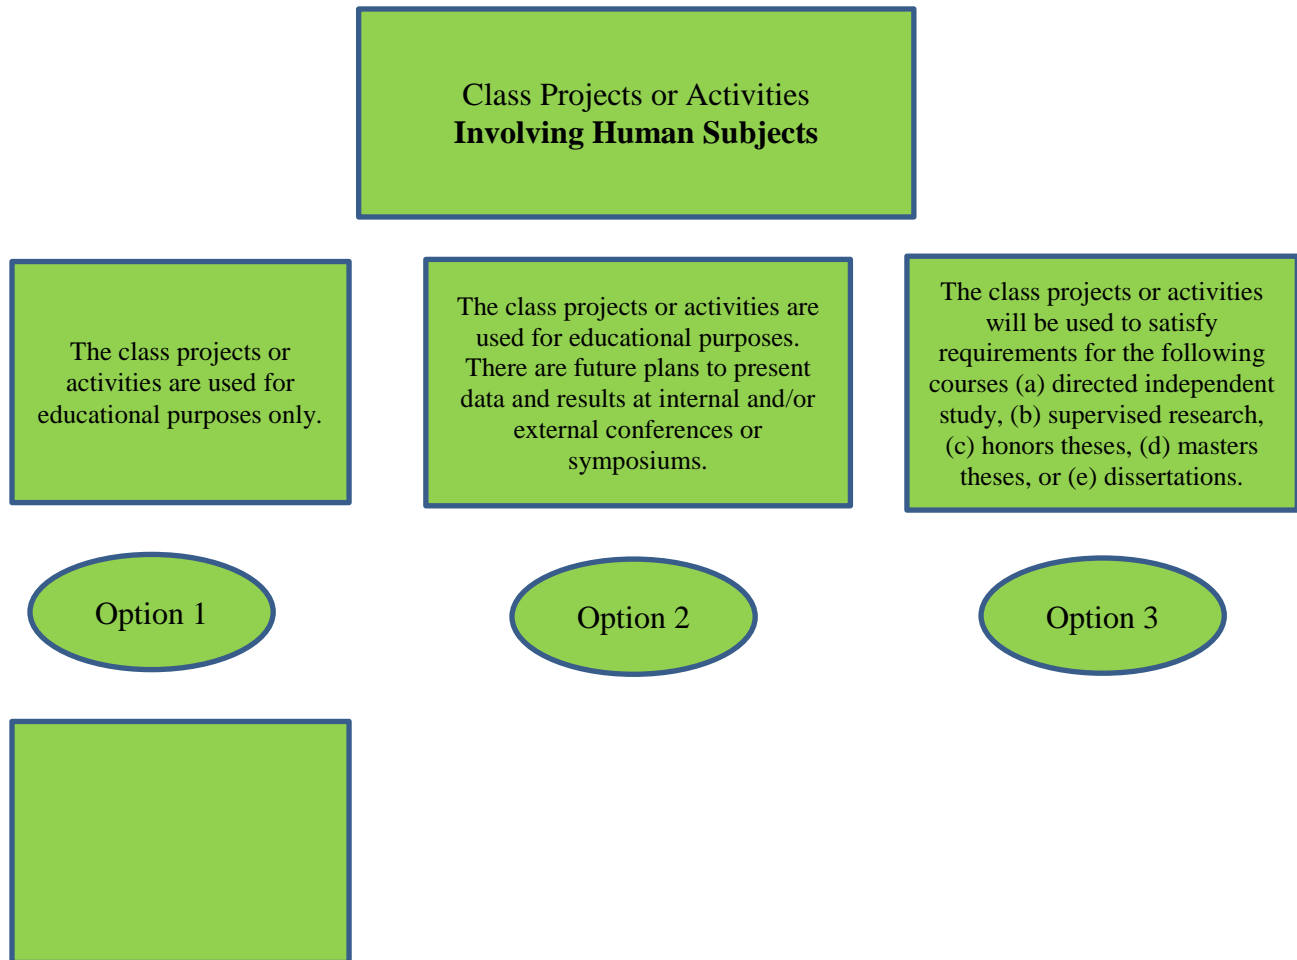 Class Projects or Activities
Involving Human Subjects
The class projects or
activities are used for
educational purposes only.
The class projects or activities are
used for educational purposes.
There are future plans to present
data and results at internal and/or
external conferences or
symposiums.
The class projects or activities
will be used to satisfy
requirements for the following
courses (a) directed independent
study, (b) supervised research,
(c) honors theses, (d) masters
theses, or (e) dissertations.
Option 1
Option 2
Option 3